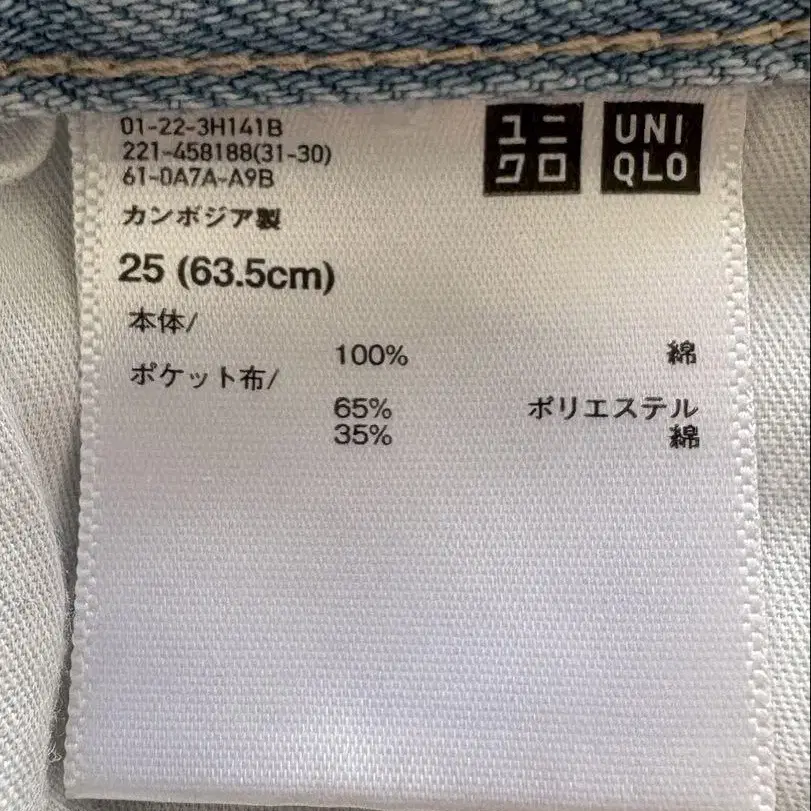 01-22-3H141B
221-458188(31-30)
61-0A7A-A9B
ユニ
クロ
UNI
QLO
カンボジア製
25 (63.5cm)
本体/
100% 綿
ポケット布/
65% ポリエステル
35% 綿